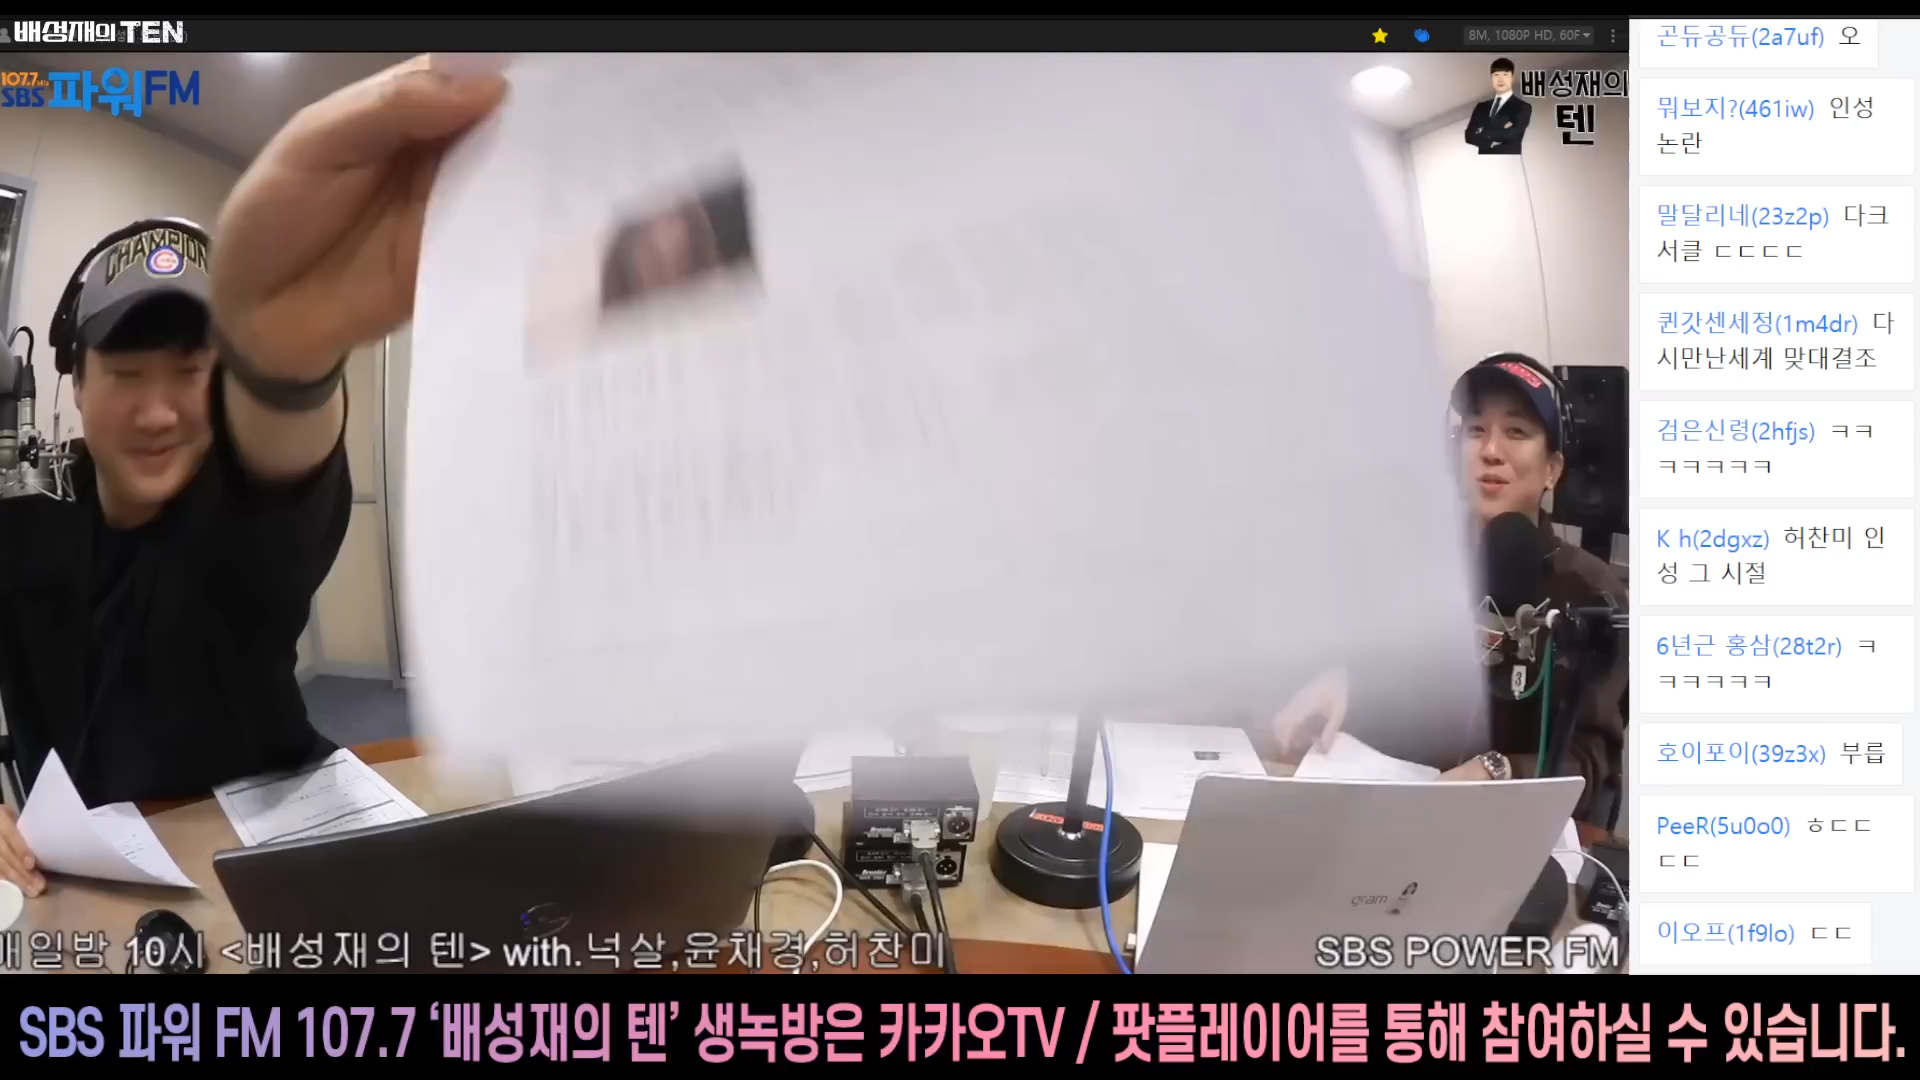 배성재의 TEN
8M, 1080P HD, 60F
107.7 MHz
SBS 파워FM
배성재의
텐
CHAMPION
C
곤듀공듀(2a7uf) 오
뭐보지?(461iw) 인성
논란
말달리네(23z2p) 다크
서클 ㄷㄷㄷㄷ
퀸갓센세정(1m4dr) 다
시만난세계 맞대결조
검은신령(2hfjs) ㅋㅋ
ㅋㅋㅋㅋㅋ
K h(2dgxz) 허찬미 인
성 그 시절
6년근 홍삼(28t2r) ㅋ
ㅋㅋㅋㅋㅋ
호이포이(39z3x) 부릅
PeeR(5u0o0) ㅎㄷㄷ
ㄷㄷ
이오프(1f9lo) ㄷㄷ
3
gram
매일밤 10시 <배성재의 텐> with.넉살,윤채경,허찬미
SBS POWER FM
SBS 파워 FM 107.7 ‘배성재의 텐’ 생녹방은 카카오TV / 팟플레이어를 통해 참여하실 수 있습니다.